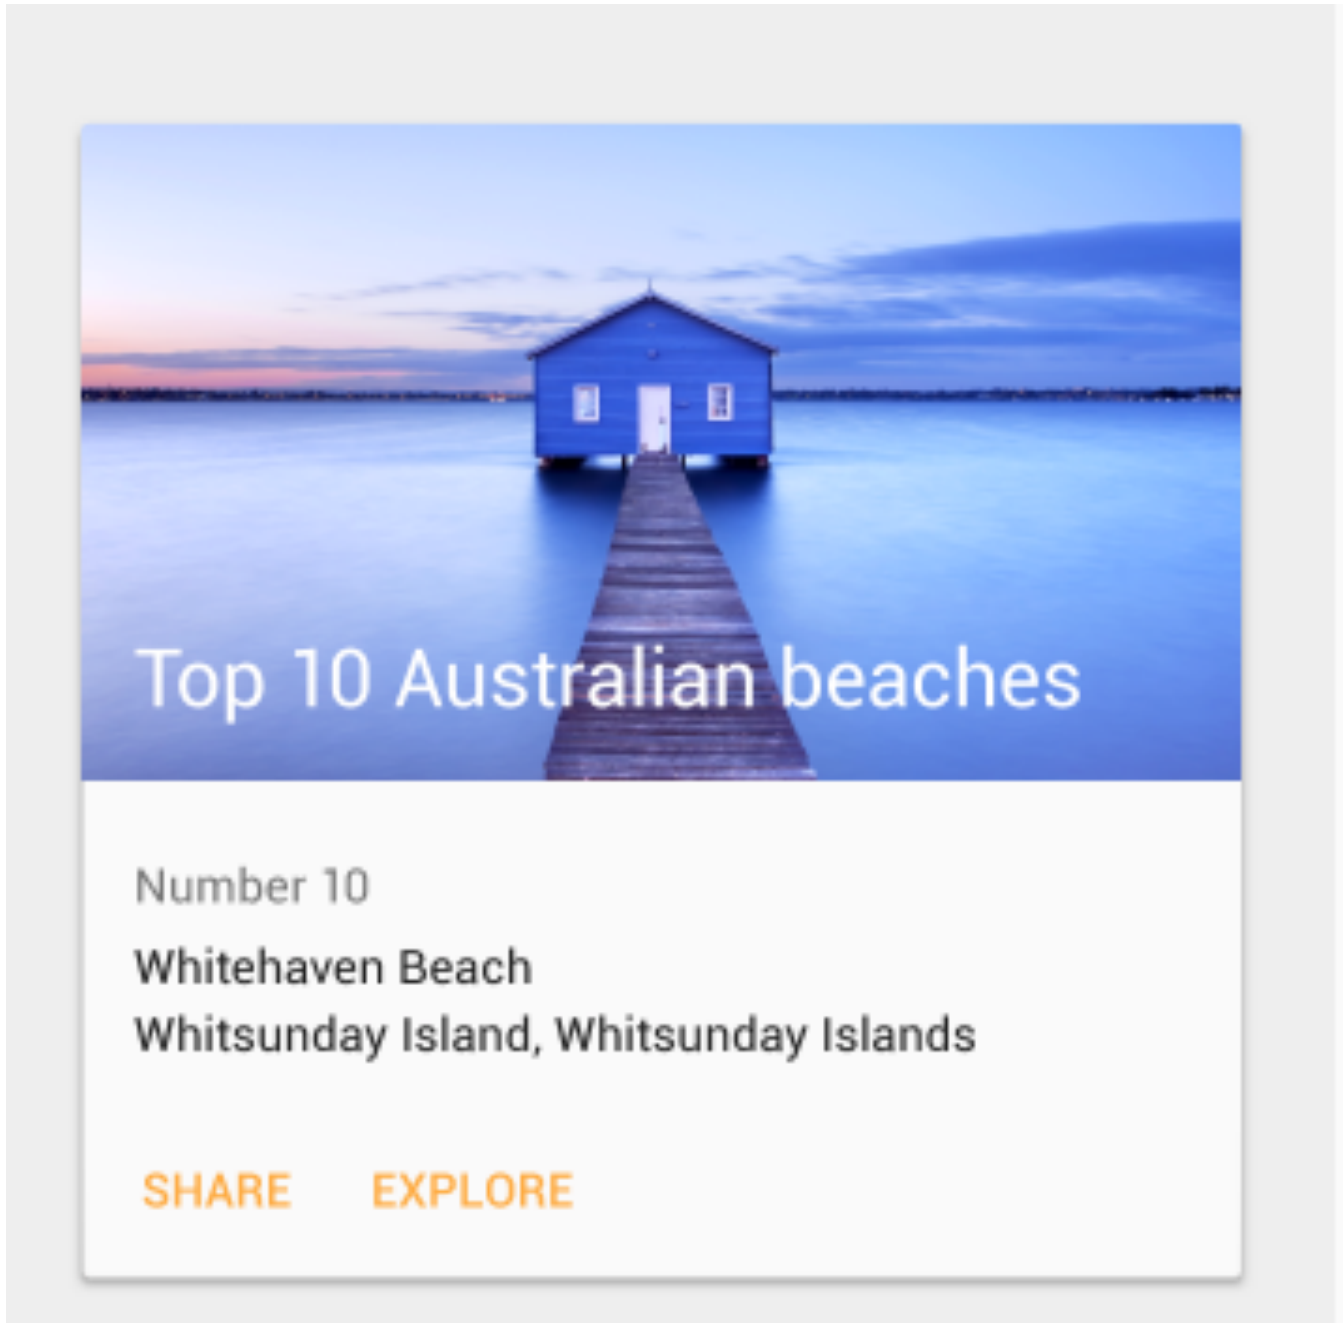 Top 10 Australian beaches
Number 10
Whitehaven Beach
Whitsunday Island, Whitsunday Islands
SHARE
EXPLORE